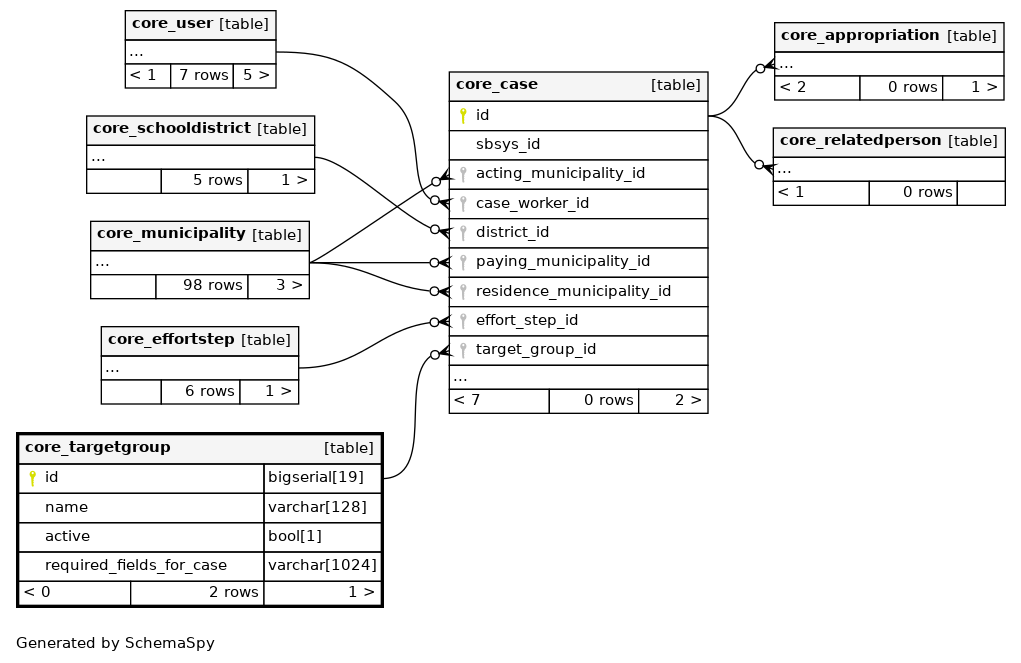 core_user [table]
...
< 1 7 rows 5 >
core_schooldistrict [table]
...
5 rows 1 >
core_municipality [table]
...
98 rows 3 >
core_effortstep [table]
...
6 rows 1 >
core_targetgroup [table]
id bigserial[19]
name varchar[128]
active bool[1]
required_fields_for_case varchar[1024]
< 0 2 rows 1 >
core_case [table]
id
sbsys_id
acting_municipality_id
case_worker_id
district_id
paying_municipality_id
residence_municipality_id
effort_step_id
target_group_id
...
< 7 0 rows 2 >
core_appropriation [table]
...
< 2 0 rows 1 >
core_relatedperson [table]
...
< 1 0 rows
Generated by SchemaSpy